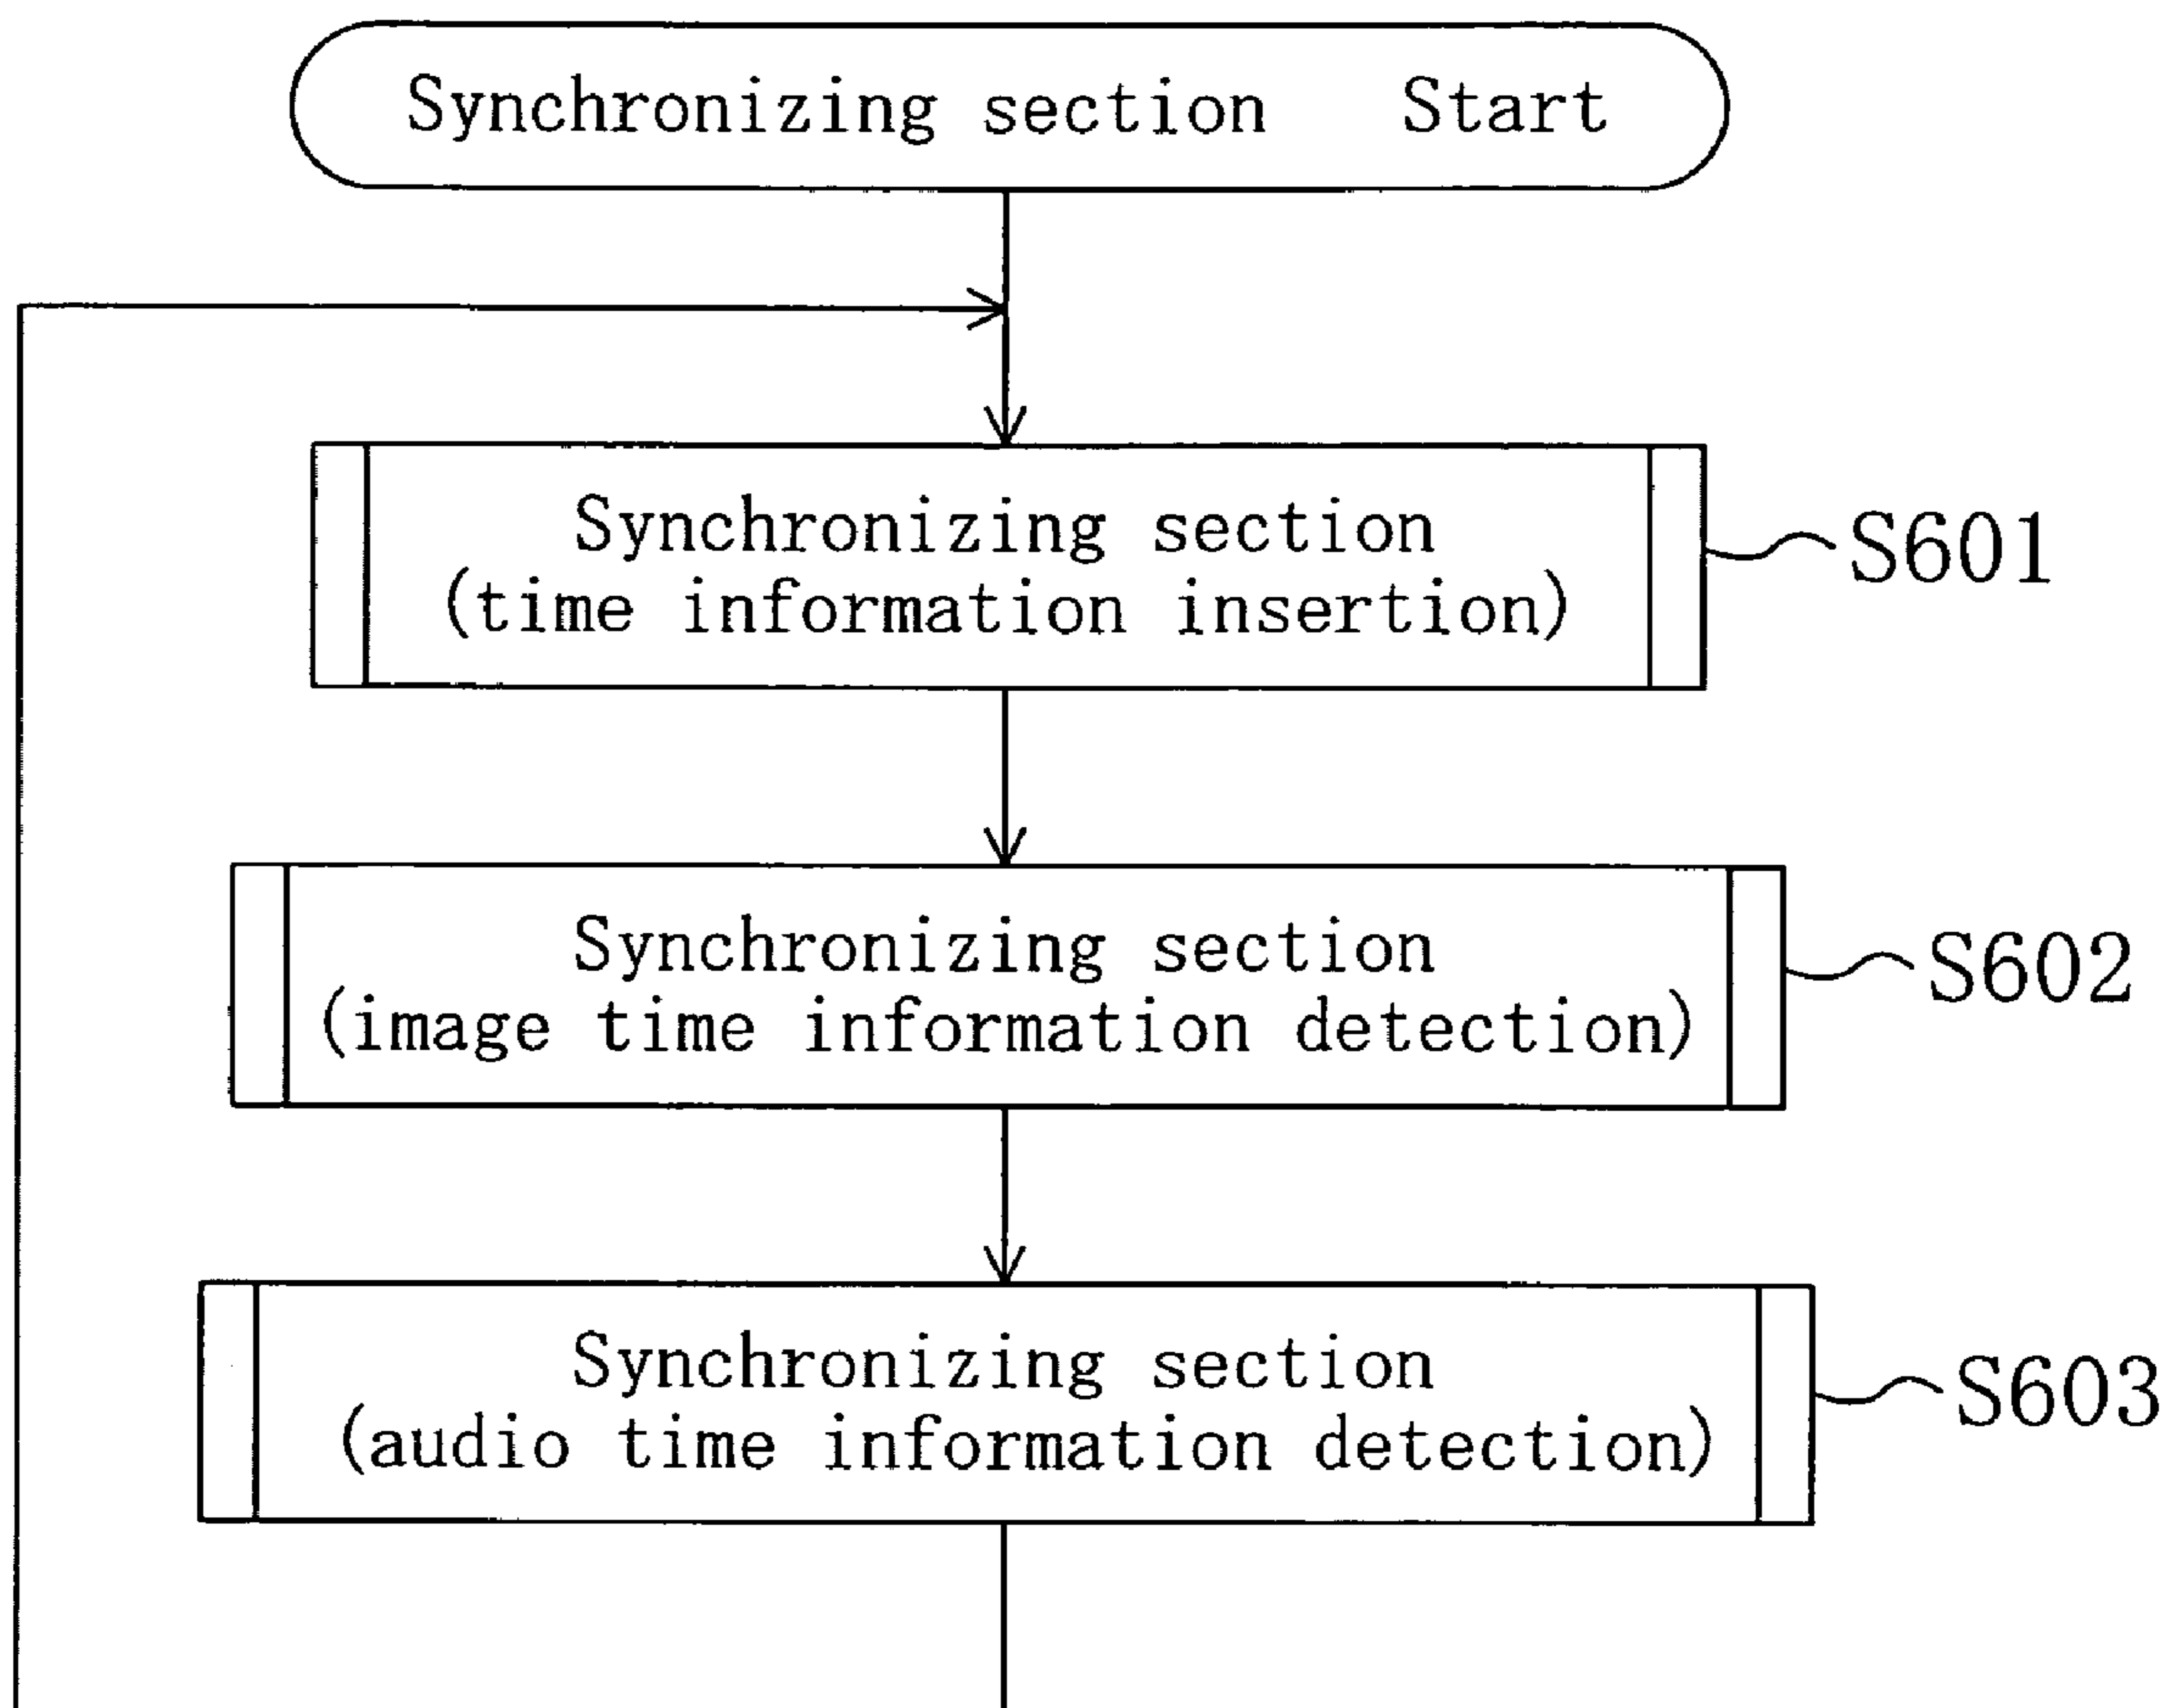 Synchronizing section Start
Synchronizing section
(time information insertion)
S601
Synchronizing section
(image time information detection)
S602
Synchronizing section
(audio time information detection)
S603